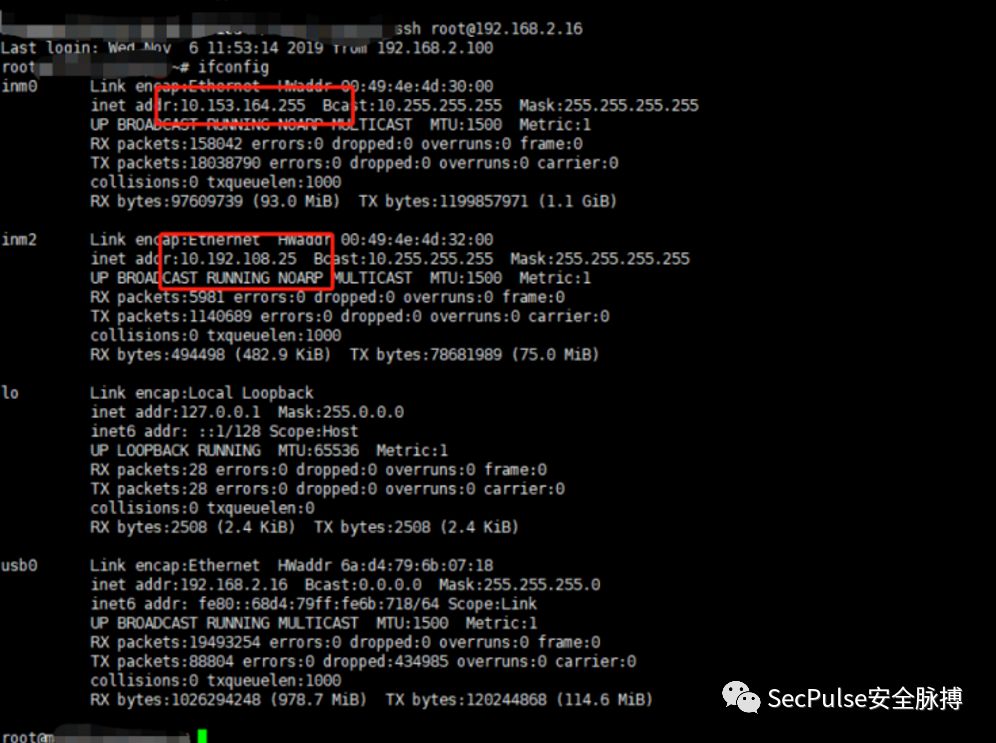 ssh root@192.168.2.16
Last login: Wed Nov  6 11:53:14 2019 from 192.168.2.100
root ~# ifconfig
inm0      Link encap:Ethernet  HWaddr 00:49:4e:4d:30:00
inet addr:10.153.164.255  Bcast:10.255.255.255  Mask:255.255.255.255
UP BROADCAST RUNNING NOARP MULTICAST  MTU:1500  Metric:1
RX packets:158042 errors:0 dropped:0 overruns:0 frame:0
TX packets:18038790 errors:0 dropped:0 overruns:0 carrier:0
collisions:0 txqueuelen:1000
RX bytes:97609739 (93.0 MiB)  TX bytes:1199857971 (1.1 GiB)
inm2      Link encap:Ethernet  HWaddr 00:49:4e:4d:32:00
inet addr:10.192.108.25  Bcast:10.255.255.255  Mask:255.255.255.255
UP BROADCAST RUNNING NOARP MULTICAST  MTU:1500  Metric:1
RX packets:5981 errors:0 dropped:0 overruns:0 frame:0
TX packets:1140689 errors:0 dropped:0 overruns:0 carrier:0
collisions:0 txqueuelen:1000
RX bytes:494498 (482.9 KiB)  TX bytes:78681989 (75.0 MiB)
lo        Link encap:Local Loopback
inet addr:127.0.0.1  Mask:255.0.0.0
inet6 addr: ::1/128 Scope:Host
UP LOOPBACK RUNNING  MTU:65536  Metric:1
RX packets:28 errors:0 dropped:0 overruns:0 frame:0
TX packets:28 errors:0 dropped:0 overruns:0 carrier:0
collisions:0 txqueuelen:0
RX bytes:2508 (2.4 KiB)  TX bytes:2508 (2.4 KiB)
usb0      Link encap:Ethernet  HWaddr 6a:d4:79:6b:07:18
inet addr:192.168.2.16  Bcast:0.0.0.0  Mask:255.255.255.0
inet6 addr: fe80::68d4:79ff:fe6b:718/64 Scope:Link
UP BROADCAST RUNNING MULTICAST  MTU:1500  Metric:1
RX packets:19493254 errors:0 dropped:0 overruns:0 frame:0
TX packets:88804 errors:0 dropped:434985 overruns:0 carrier:0
collisions:0 txqueuelen:1000
RX bytes:1026294248 (978.7 MiB)  TX bytes:120244868 (114.6 MiB)
SecPulse安全脉搏
root@m